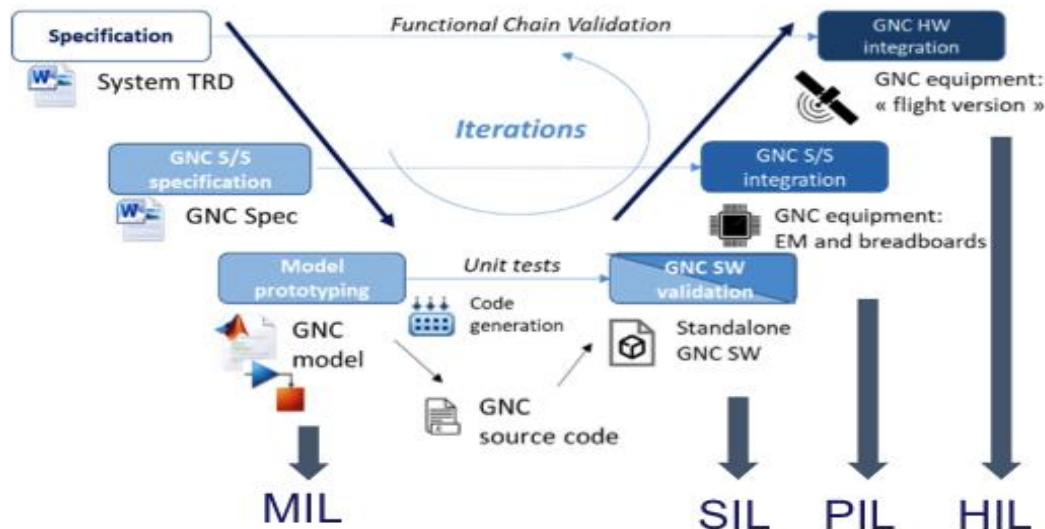 Specification
Functional Chain Validation
GNC HW
integration
System TRD
GNC equipment:
« flight version »
Iterations
GNC S/S
specification
GNC S/S
integration
GNC Spec
GNC equipment:
EM and breadboards
Model
prototyping
Unit tests
GNC SW
validation
Code
generation
GNC
model
Standalone
GNC SW
GNC
source code
MIL
SIL
PIL
HIL